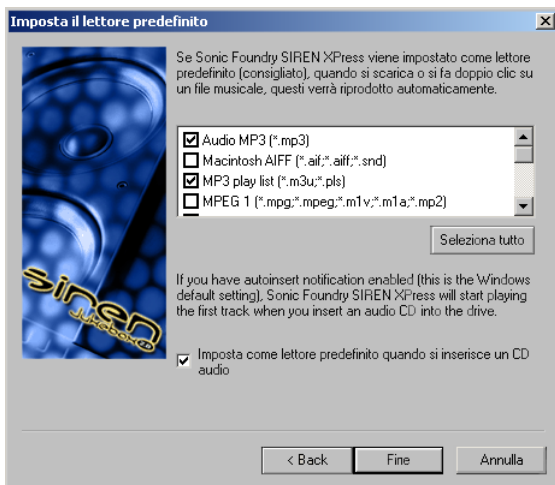 Imposta il lettore predefinito
Se Sonic Foundry SIREN XPress viene impostato come lettore
predefinito (consigliato), quando si scarica o si fa doppio clic su
un file musicale, questi verrà riprodotto automaticamente.
Audio MP3 (*.mp3)
Macintosh AIFF (*.aif;*.aiff;*.snd)
MP3 play list (*.m3u;*.pls)
MPEG 1 (*.mpg;*.mpeg;*.m1v;*.m1a;*.mp2)
Seleziona tutto
If you have autoinsert notification enabled (this is the Windows
default setting), Sonic Foundry SIREN XPress will start playing
the first track when you insert an audio CD into the drive.
siren
JukeboxCD
Imposta come lettore predefinito quando si inserisce un CD
audio
< Back
Fine
Annulla